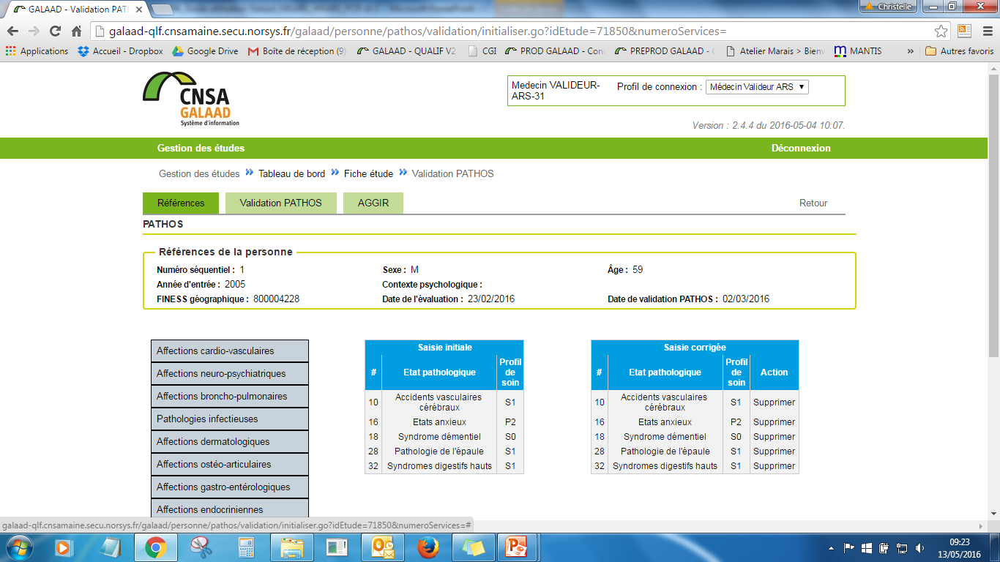 GALAAD - Validation PATH
Christelle
galaad-qlf.cnsamaine.secu.norsys.fr/galaad/personne/pathos/validation/initialiser.go?idEtude=71850&numeroServices=
Applications Accueil - Dropbox Google Drive Boîte de réception (9) GALAAD - QUALIF V2. CGI PROD GALAAD - Con PREPROD GALAAD - Atelier Marais > Bien MANTIS » Autres favoris
CNSA
GALAAD
Système d'information
Medecin VALIDEUR-
ARS-31
Profil de connexion : Médecin Valideur ARS
Version : 2.4.4 du 2016-05-04 10:07.
Gestion des études Déconnexion
Gestion des études » Tableau de bord » Fiche étude » Validation PATHOS
Références Validation PATHOS AGGIR Retour
PATHOS
Références de la personne
Numéro séquentiel : 1 Sexe : M Âge : 59
Année d'entrée : 2005 Contexte psychologique :
FINESS géographique : 800004228 Date de l'évaluation : 23/02/2016 Date de validation PATHOS : 02/03/2016
Affections cardio-vasculaires
Affections neuro-psychiatriques
Affections broncho-pulmonaires
Pathologies infectieuses
Affections dermatologiques
Affections ostéo-articulaires
Affections gastro-entérologiques
Affections endocriniennes
Saisie initiale
# Etat pathologique Profil de soin
10 Accidents vasculaires cérébraux S1
16 Etats anxieux P2
18 Syndrome démentiel S0
28 Pathologie de l'épaule S1
32 Syndromes digestifs hauts S1
Saisie corrigée
# Etat pathologique Profil de soin Action
10 Accidents vasculaires cérébraux S1 Supprimer
16 Etats anxieux P2 Supprimer
18 Syndrome démentiel S0 Supprimer
28 Pathologie de l'épaule S1 Supprimer
32 Syndromes digestifs hauts S1 Supprimer
galaad-qlf.cnsamaine.secu.norsys.fr/galaad/personne/pathos/validation/initialiser.go?idEtude=71850&numeroServices=#
09:23
13/05/2016